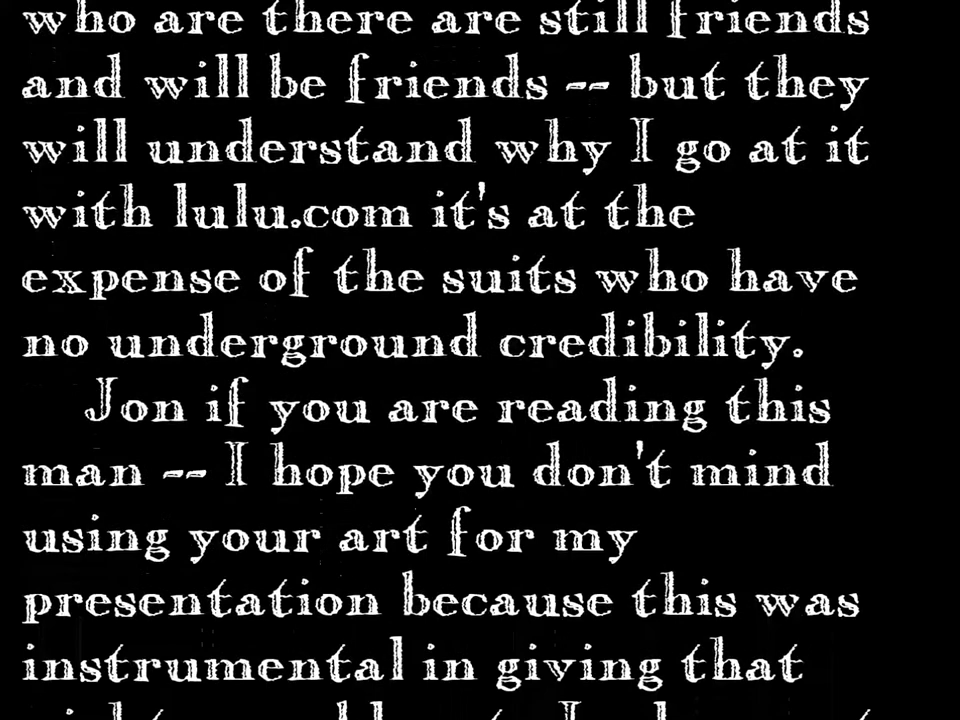 who are there are still friends
and will be friends -- but they
will understand why I go at it
with lulu.com it's at the
expense of the suits who have
no underground credibility.
Jon if you are reading this
man -- I hope you don't mind
using your art for my
presentation because this was
instrumental in giving that